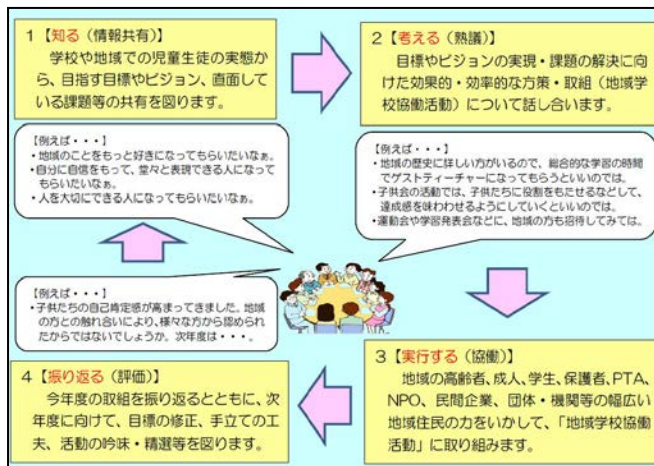 1【知る（情報共有）】
学校や地域での児童生徒の実態か
ら、目指す目標やビジョン、直面して
いる課題等の共有を図ります。
2【考える（熟議）】
目標やビジョンの実現・課題の解決に向
けた効果的・効率的な方策・取組（地域学
校協働活動）について話し合います。
【例えば・・・】
・地域のことをもっと好きになってもらいたいなぁ。
・自分に自信をもって、堂々と表現できる人になって
もらいたいなぁ。
・人を大切にできる人になってもらいたいなぁ。
【例えば・・・】
・地域の歴史に詳しい方がいるので、総合的な学習の時間
でゲストティーチャーになってもらうといいのでは。
・子供会の活動では、子供たちに役割をもたせるなどして、
達成感を味わわせるようにしていくといいのでは。
・運動会や学習発表会などに、地域の方も招待してみては。
【例えば・・・】
・子供たちの自己肯定感が高まってきました。地域
の方との触れ合いにより、様々な方から認められ
たからではないでしょうか。次年度は・・・。
3【実行する（協働）】
地域の高齢者、成人、学生、保護者、PTA、
NPO、民間企業、団体・機関等の幅広い
地域住民の力をいかして、「地域学校協働
活動」に取り組みます。
4【振り返る（評価）】
今年度の取組を振り返るとともに、次
年度に向けて、目標の修正、手立ての工
夫、活動の吟味・精選等を図ります。